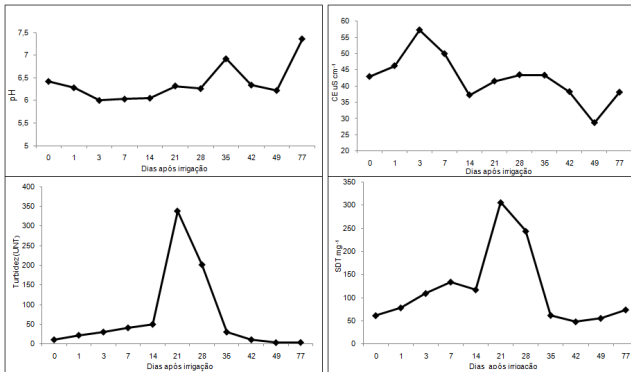 7,5
7
6,5
6
5,5
5
pH
0 1 3 7 14 21 28 35 42 49 77
Dias após irrigação
60
55
50
45
40
35
30
25
20
CE uS cm-1
0 1 3 7 14 21 28 35 42 49 77
Dias após irrigação
400
350
300
250
200
150
100
50
0
Turbidez (UNT)
0 1 3 7 14 21 28 35 42 49 77
Dias após irrigação
350
300
250
200
150
100
50
0
SDT mg-1
0 1 3 7 14 21 28 35 42 49 77
Dias após irrigação